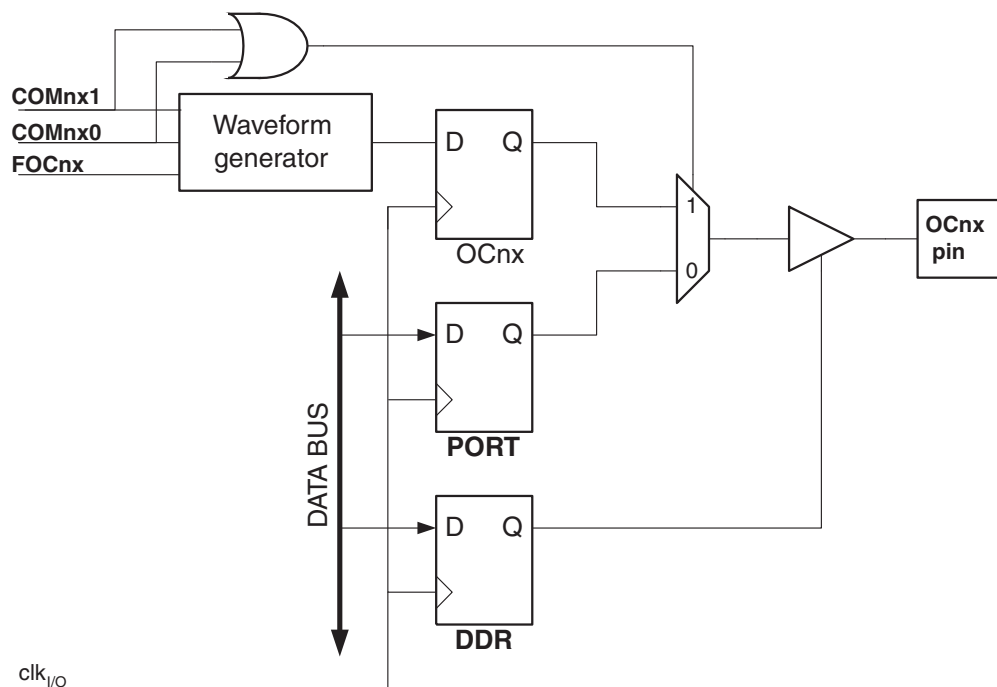 COMnx1
COMnx0
FOCnx
Waveform
generator
D Q
OCnx
1
0
OCnx
pin
D Q
PORT
DATA BUS
D Q
DDR
clkI/O